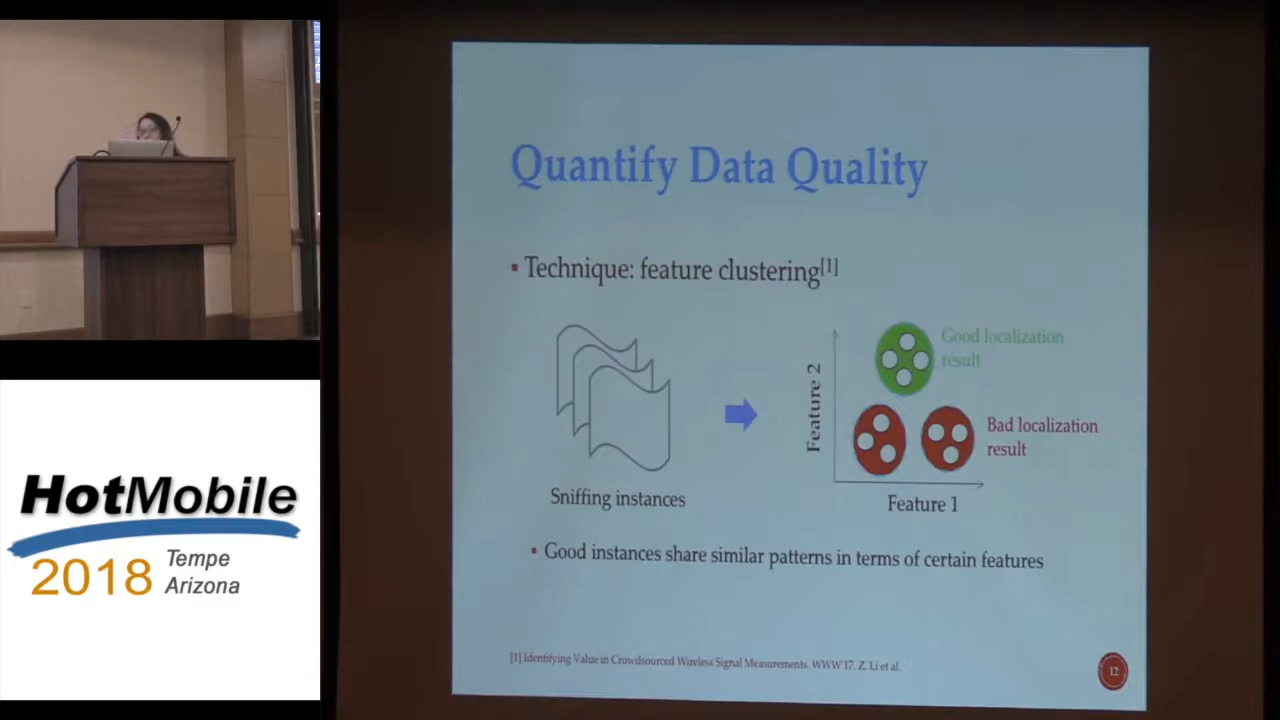 Quantify Data Quality
▪ Technique: feature clustering[1]
Good localization
result
Feature 2
Bad localization
result
Sniffing instances
Feature 1
▪ Good instances share similar patterns in terms of certain features
[1] Identifying Value in Crowdsourced Wireless Signal Measurements. WWW'17. Z. Li et al.
12
HotMobile
2018 Tempe
Arizona